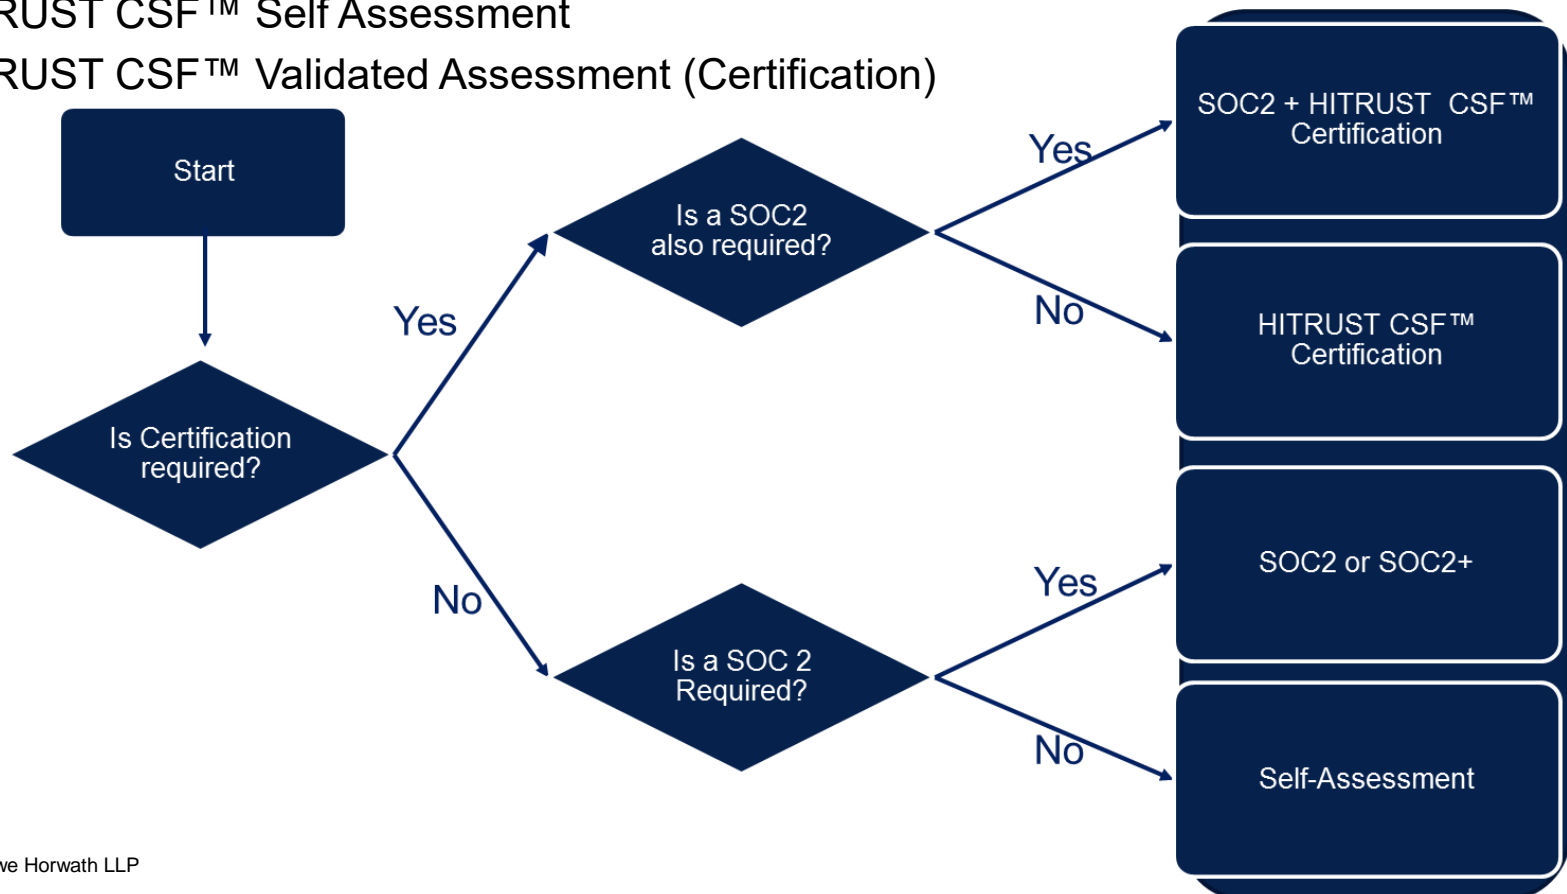 RUST CSF™ Self Assessment
RUST CSF™ Validated Assessment (Certification)
Start
Is Certification
required?
Yes
No
Is a SOC2
also required?
Yes
No
Is a SOC 2
Required?
Yes
No
SOC2 + HITRUST CSF™
Certification
HITRUST CSF™
Certification
SOC2 or SOC2+
Self-Assessment
we Horwath LLP